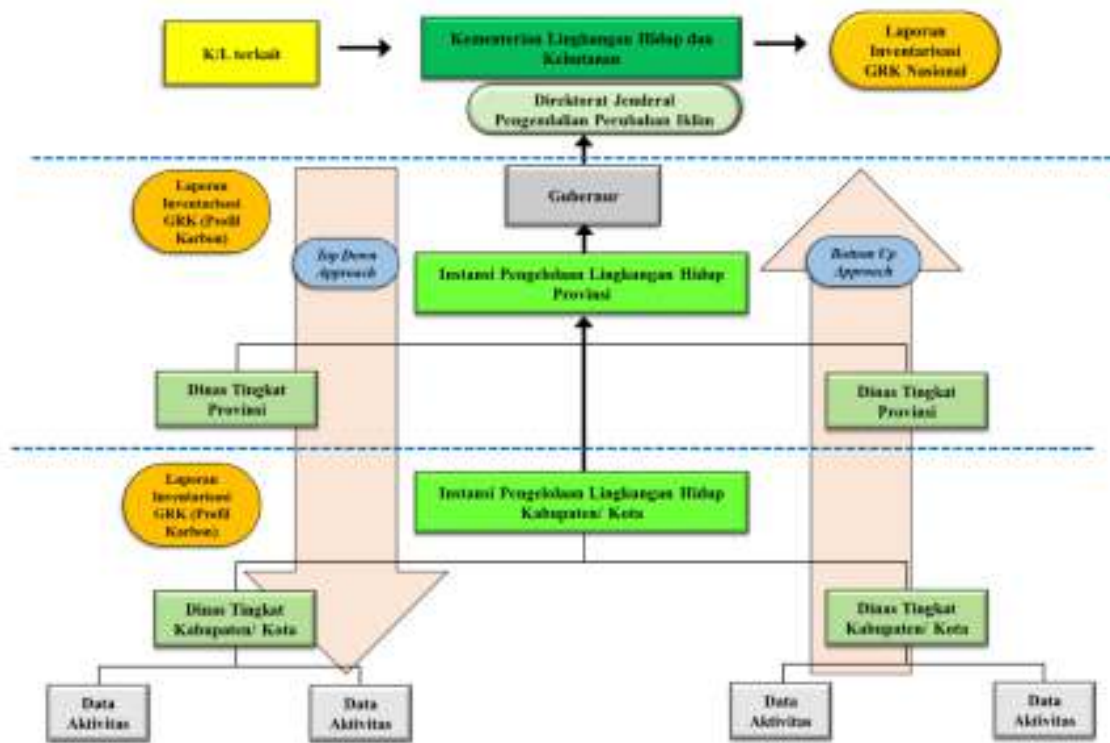 K/L terkait
Kementerian Lingkungan Hidup dan
Kehutanan
Laporan
Inventarisasi
GRK Nasional
Direktorat Jenderal
Pengendalian Perubahan Iklim
Laporan
Inventarisasi
GRK (Profil
Karbon)
Gubernur
Top Down
Approach
Instansi Pengelolaan Lingkungan Hidup
Provinsi
Bottom Up
Approach
Dinas Tingkat
Provinsi
Dinas Tingkat
Provinsi
Laporan
Inventarisasi
GRK (Profil
Karbon)
Instansi Pengelolaan Lingkungan Hidup
Kabupaten/ Kota
Dinas Tingkat
Kabupaten/ Kota
Dinas Tingkat
Kabupaten/ Kota
Data
Aktivitas
Data
Aktivitas
Data
Aktivitas
Data
Aktivitas